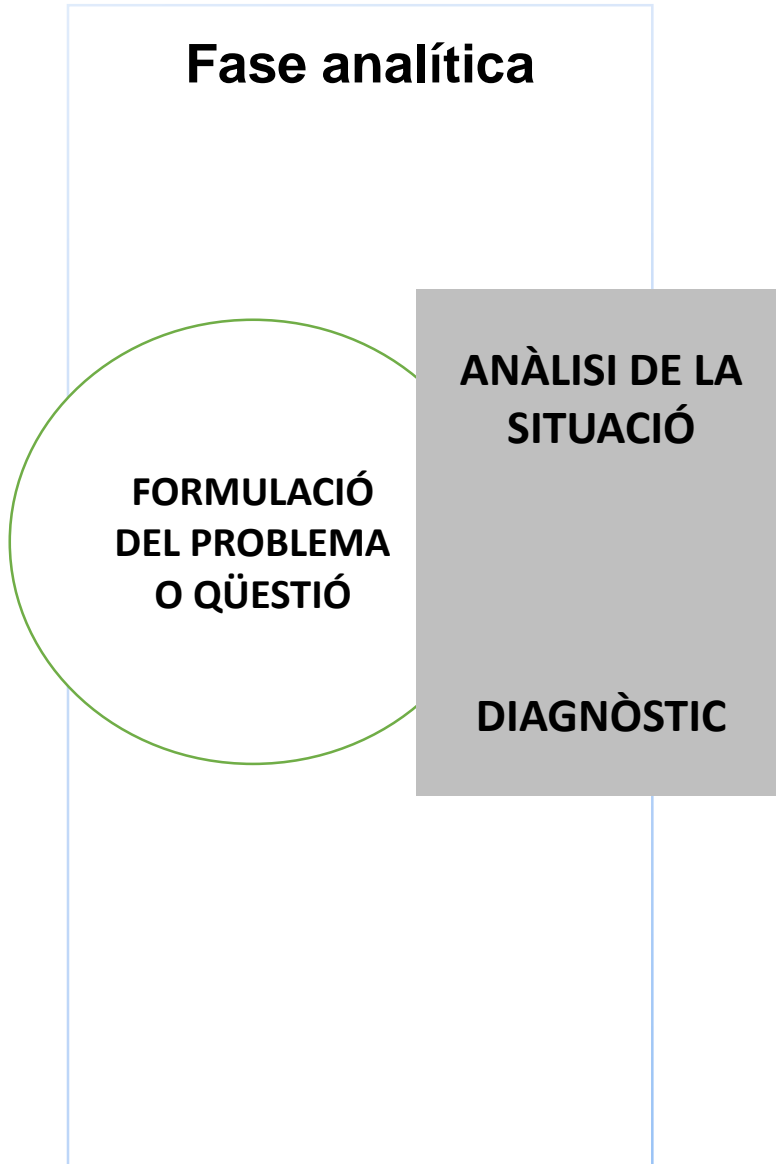 Fase analítica
FORMULACIÓ
DEL PROBLEMA
O QÜESTIÓ
ANÀLISI DE LA
SITUACIÓ
DIAGNÒSTIC